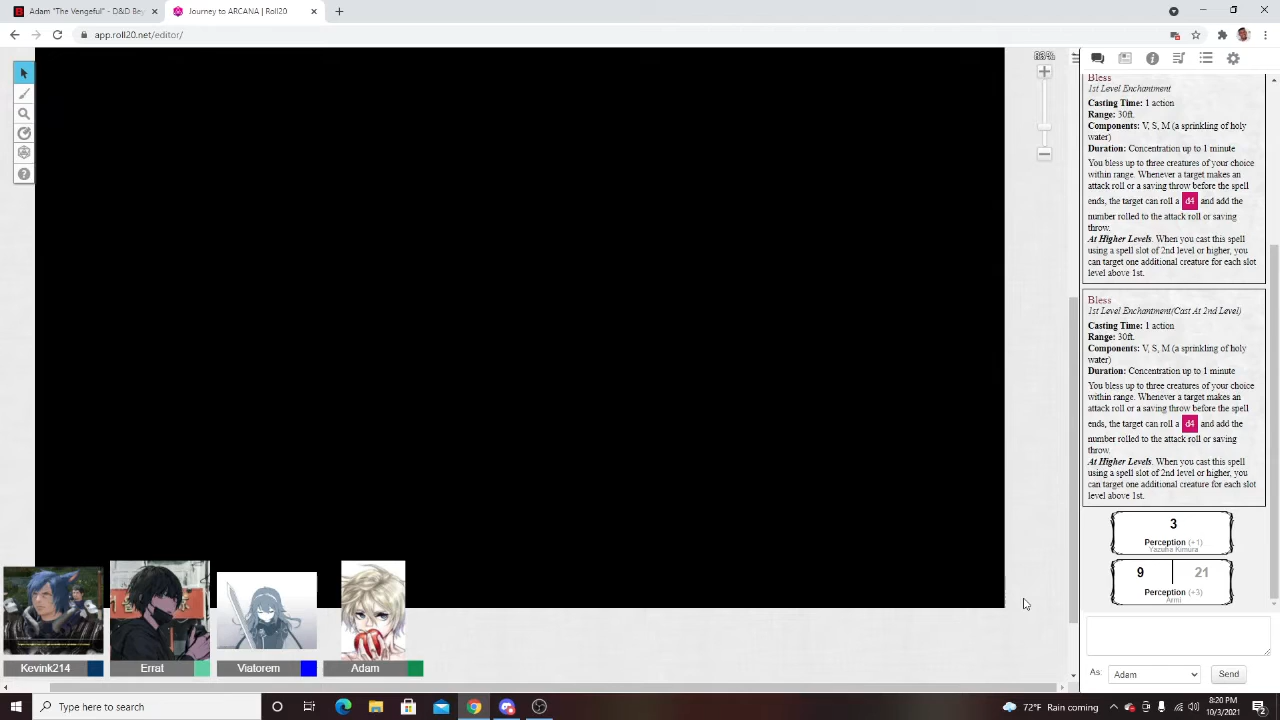 Adam "The Vengeful" - D&D Bey
Journey to ARCANA | Roll20
app.roll20.net/editor/
83%
Bless
1st Level Enchantment
Casting Time: 1 action
Range: 30ft.
Components: V, S, M (a sprinkling of holy
water)
Duration: Concentration up to 1 minute
You bless up to three creatures of your choice
within range. Whenever a target makes an
attack roll or a saving throw before the spell
ends, the target can roll a d4 and add the
number rolled to the attack roll or saving
throw.
At Higher Levels. When you cast this spell
using a spell slot of 2nd level or higher, you
can target one additional creature for each slot
level above 1st.
Bless
1st Level Enchantment(Cast At 2nd Level)
Casting Time: 1 action
Range: 30ft.
Components: V, S, M (a sprinkling of holy
water)
Duration: Concentration up to 1 minute
You bless up to three creatures of your choice
within range. Whenever a target makes an
attack roll or a saving throw before the spell
ends, the target can roll a d4 and add the
number rolled to the attack roll or saving
throw.
At Higher Levels. When you cast this spell
using a spell slot of 2nd level or higher, you
can target one additional creature for each slot
level above 1st.
3
Perception (+1)
Yazuha Kimura
9 21
Perception (+3)
Armi
Kevink214
Errat
Viatorem
Adam
As: Adam Send
Type here to search
72°F Rain coming
8:20 PM
10/3/2021
2